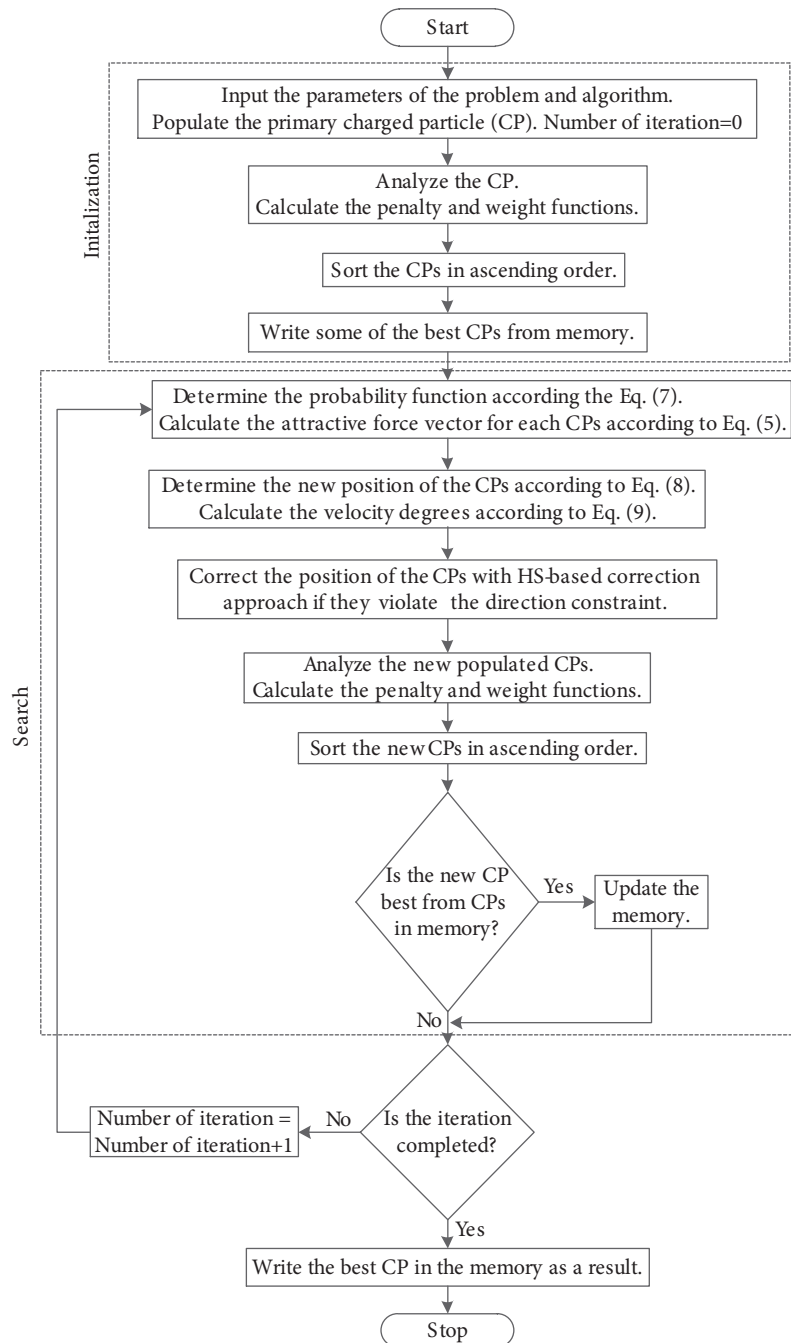 Start
Initalization
Input the parameters of the problem and algorithm.
Populate the primary charged particle (CP). Number of iteration=0
Analyze the CP.
Calculate the penalty and weight functions.
Sort the CPs in ascending order.
Write some of the best CPs from memory.
Search
Determine the probability function according the Eq. (7).
Calculate the attractive force vector for each CPs according to Eq. (5).
Determine the new position of the CPs according to Eq. (8).
Calculate the velocity degrees according to Eq. (9).
Correct the position of the CPs with HS-based correction
approach if they violate the direction constraint.
Analyze the new populated CPs.
Calculate the penalty and weight functions.
Sort the new CPs in ascending order.
Is the new CP
best from CPs
in memory?
Yes
Update the
memory.
No
Is the iteration
completed?
No
Number of iteration =
Number of iteration+1
Yes
Write the best CP in the memory as a result.
Stop